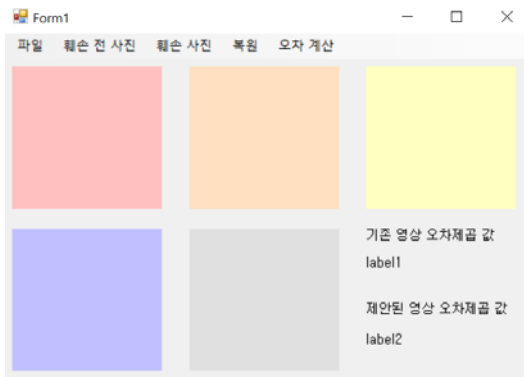 Form1
파일 훼손 전 사진 훼손 사진 복원 오차 계산
기존 영상 오차제곱 값
label1
제안된 영상 오차제곱 값
label2